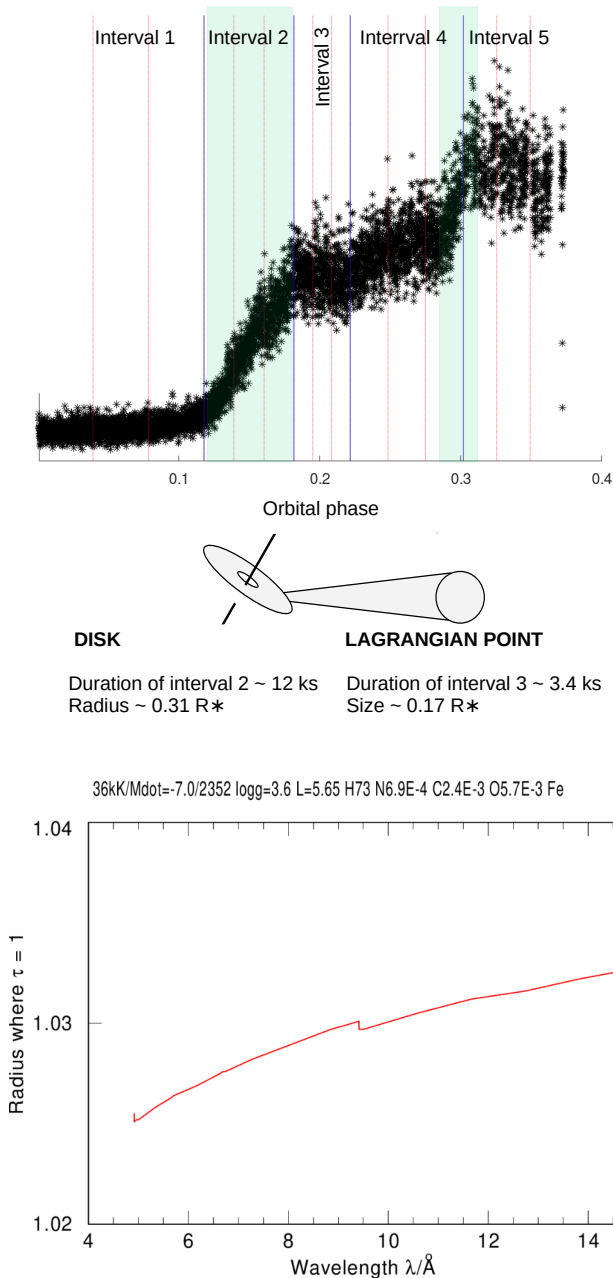 Interval 1
Interval 2
Interval 3
Interrval 4
Interval 5
0.1
0.2
0.3
0.4
Orbital phase
DISK
LAGRANGIAN POINT
Duration of interval 2 ~ 12 ks
Duration of interval 3 ~ 3.4 ks
Radius ~ 0.31 R∗
Size ~ 0.17 R∗
36kK/Mdot=-7.0/2352 logg=3.6 L=5.65 H73 N6.9E-4 C2.4E-3 O5.7E-3 Fe
1.04
1.03
1.02
Radius where τ = 1
4
6
8
10
12
14
Wavelength λ/Å